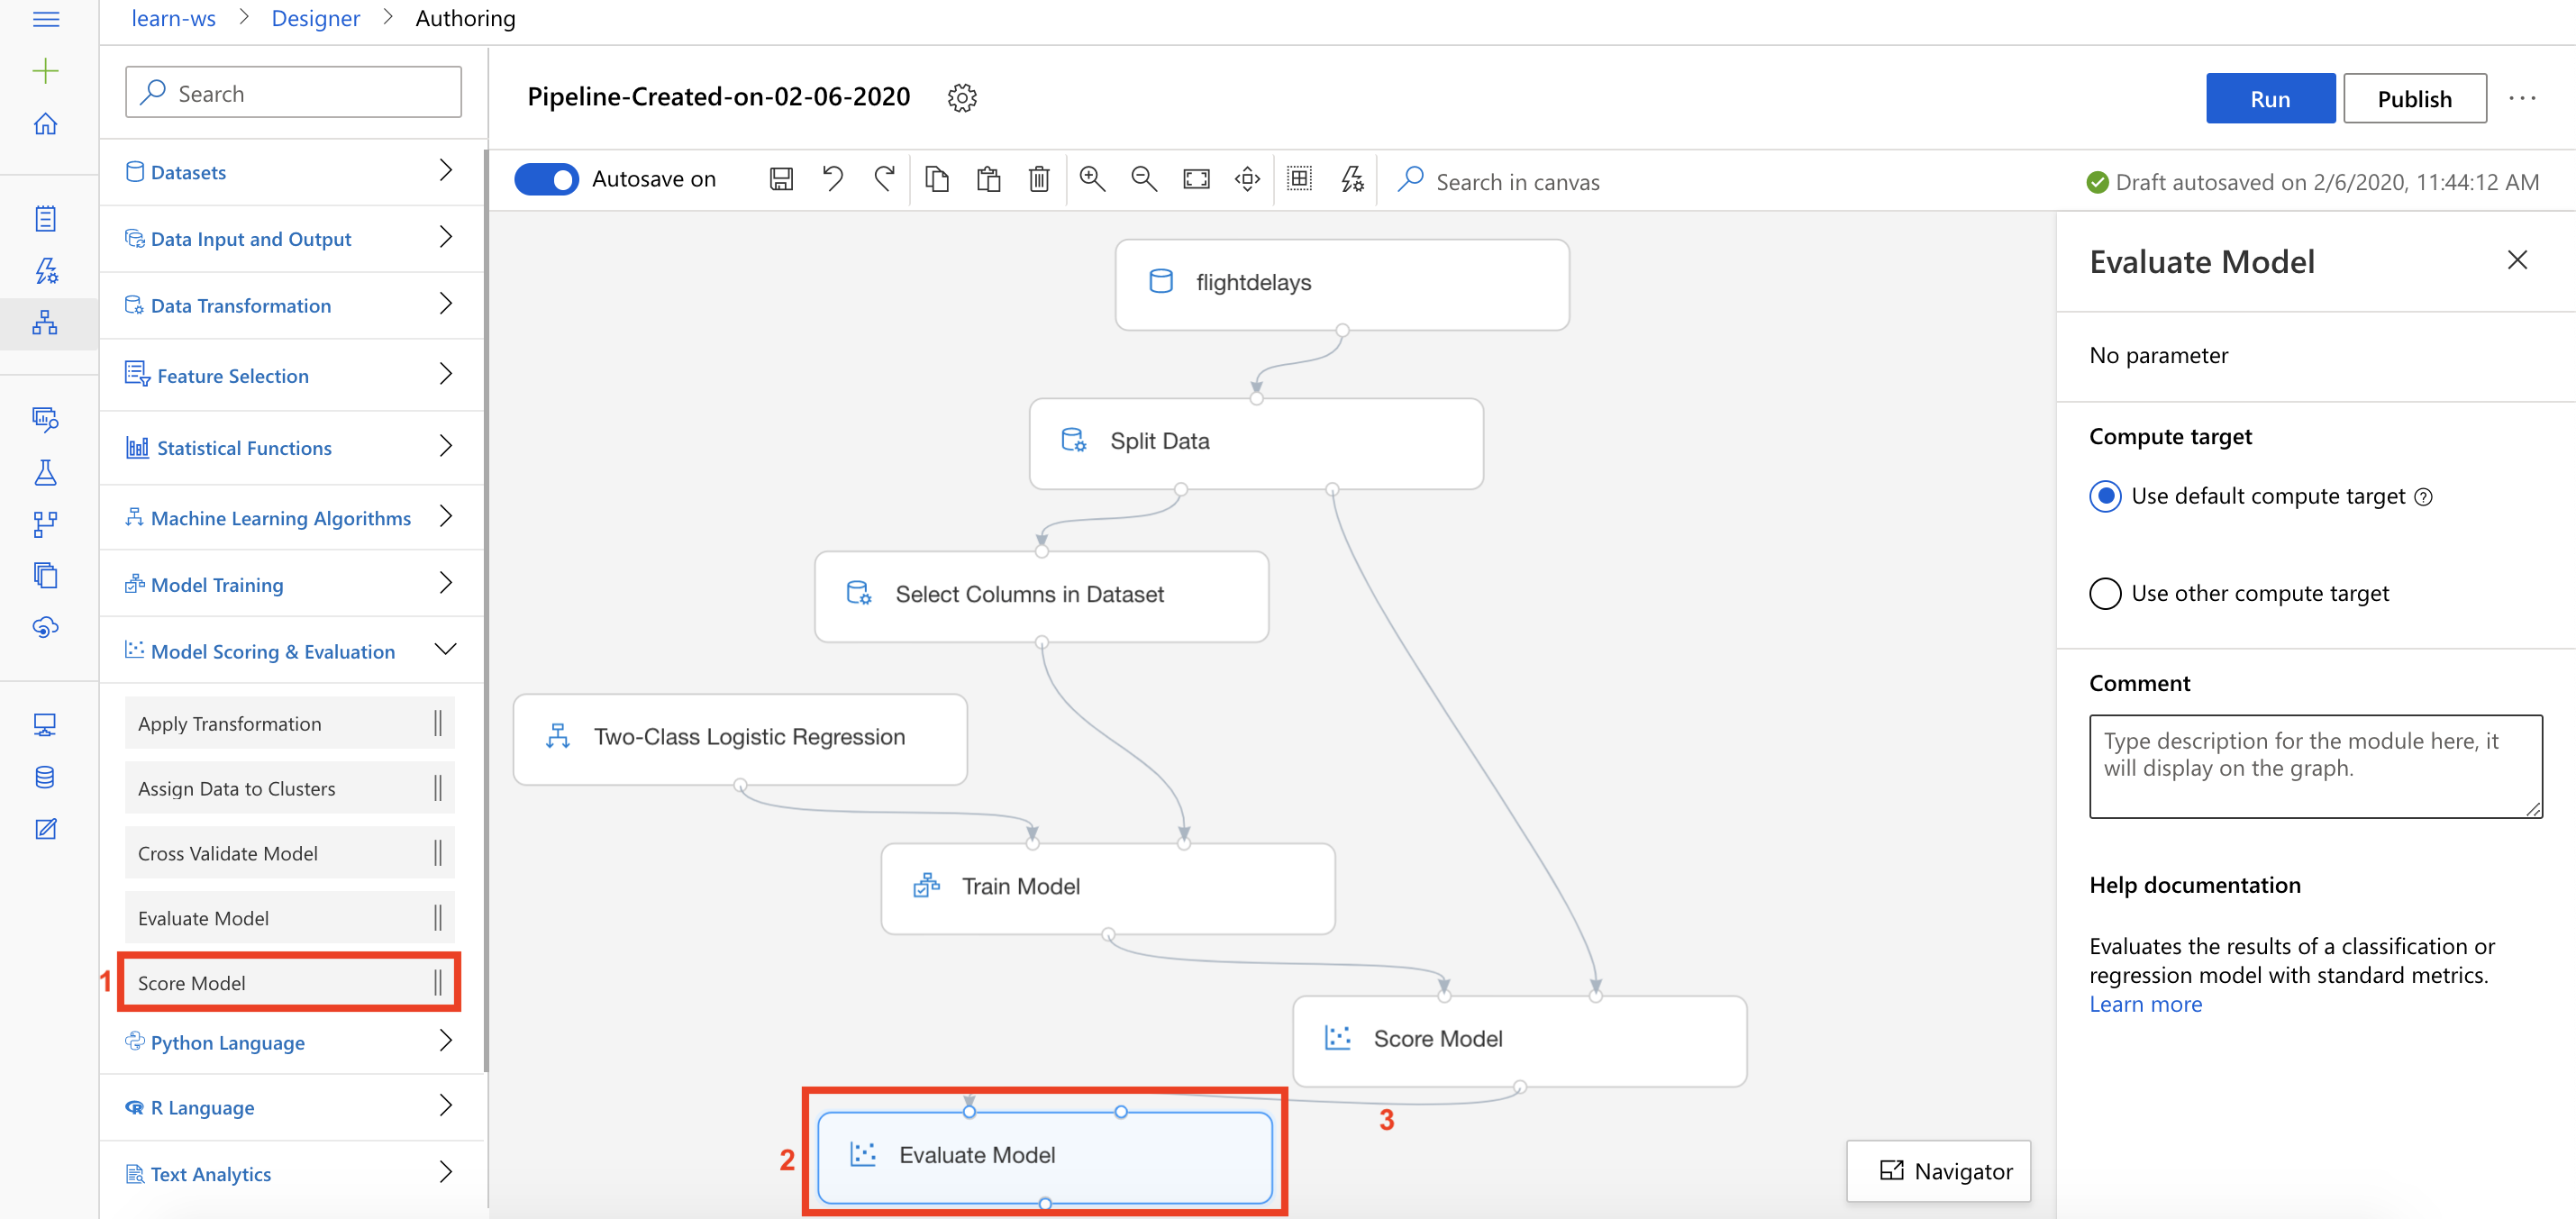 learn-ws > Designer > Authoring
Search
Pipeline-Created-on-02-06-2020
Run
Publish
...
Autosave on
Search in canvas
Draft autosaved on 2/6/2020, 11:44:12 AM
Datasets
Data Input and Output
Data Transformation
Feature Selection
Statistical Functions
Machine Learning Algorithms
Model Training
Model Scoring & Evaluation
Apply Transformation
Assign Data to Clusters
Cross Validate Model
Evaluate Model
1
Score Model
Python Language
R Language
Text Analytics
flightdelays
Split Data
Select Columns in Dataset
Two-Class Logistic Regression
Train Model
Score Model
3
2
Evaluate Model
Navigator
Evaluate Model
No parameter
Compute target
Use default compute target
Use other compute target
Comment
Type description for the module here, it
will display on the graph.
Help documentation
Evaluates the results of a classification or
regression model with standard metrics.
Learn more